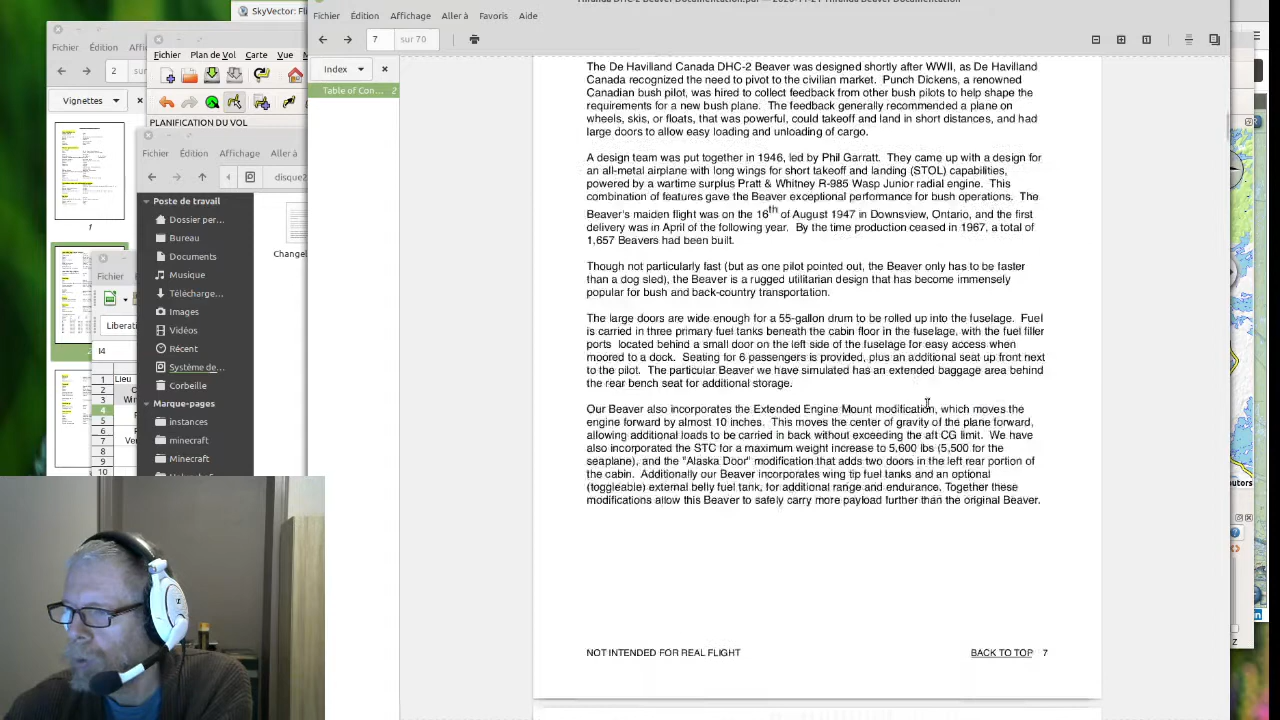 SkyVector: Fli
Fichier Édition Affichage Aller à Favoris Aide
7 sur 70
Index
Table of Con... 2
Fichier
2
Vignettes
1
Fichier Plan de Vol Carte Vue
PLANIFICATION DU VOL
Fichier Édition Affichage Aller à
disque2
Poste de travail
Dossier per...
Bureau
Documents
Musique
Télécharge...
Images
Vidéos
Récent
Système de...
Corbeille
Marque-pages
instances
minecraft
Minecraft
Changel
Fichier
Liberati
I4
Lieu
The De Havilland Canada DHC-2 Beaver was designed shortly after WWII, as De Havilland
Canada recognized the need to pivot to the civilian market. Punch Dickens, a renowned
Canadian bush pilot, was hired to collect feedback from other bush pilots to help shape the
requirements for a new bush plane. The feedback generally recommended a plane on
wheels, skis, or floats, that was powerful, could takeoff and land in short distances, and had
large doors to allow easy loading and unloading of cargo.
A design team was put together in 1946, led by Phil Garratt. They came up with a design for
an all-metal airplane with long wings for short takeoff and landing (STOL) capabilities,
powered by a wartime surplus Pratt & Whitney R-985 Wasp Junior radial engine. This
combination of features gave the Beaver exceptional performance for bush operations. The
Beaver's maiden flight was on the 16th of August 1947 in Downsview, Ontario, and the first
delivery was in April of the following year. By the time production ceased in 1967, a total of
1,657 Beavers had been built.
Though not particularly fast (but as one pilot pointed out, the Beaver only has to be faster
than a dog sled), the Beaver is a rugged utilitarian design that has become immensely
popular for bush and back-country transportation.
The large doors are wide enough for a 55-gallon drum to be rolled up into the fuselage. Fuel
is carried in three primary fuel tanks beneath the cabin floor in the fuselage, with the fuel filler
ports located behind a small door on the left side of the fuselage for easy access when
moored to a dock. Seating for 6 passengers is provided, plus an additional seat up front next
to the pilot. The particular Beaver we have simulated has an extended baggage area behind
the rear bench seat for additional storage.
Our Beaver also incorporates the Extended Engine Mount modification, which moves the
engine forward by almost 10 inches. This moves the center of gravity of the plane forward,
allowing additional loads to be carried in back without exceeding the aft CG limit. We have
also incorporated the STC for a maximum weight increase to 5,600 lbs (5,500 for the
seaplane), and the "Alaska Door" modification that adds two doors in the left rear portion of
the cabin. Additionally our Beaver incorporates wing tip fuel tanks and an optional
(toggleable) external belly fuel tank, for additional range and endurance. Together these
modifications allow this Beaver to safely carry more payload further than the original Beaver.
NOT INTENDED FOR REAL FLIGHT BACK TO TOP 7